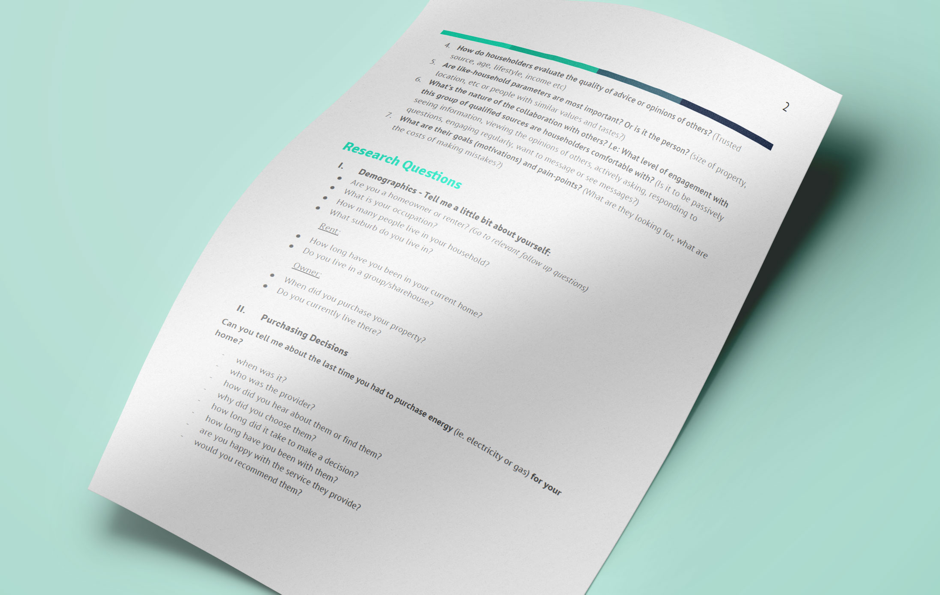 2
4. How do householders evaluate the quality of advice or opinions of others? (Trusted
source, age, lifestyle, income etc)
5. Are like-household parameters are most important? Or is it the person? (size of property,
location, etc or people with similar values and tastes?)
6. What's the nature of the collaboration with others? I.e: What level of engagement with
this group of qualified sources are householders comfortable with? (Is it to be passively
seeing information, viewing the opinions of others, actively asking, responding to
questions, engaging regularly, want to message or see messages?)
7. What are their goals (motivations) and pain-points? (What are they looking for, what are
the costs of making mistakes?)
Research Questions
I. Demographics - Tell me a little bit about yourself:
• Are you a homeowner or renter? (Go to relevant follow up questions)
• What is your occupation?
• How many people live in your household?
• What suburb do you live in?
Rent:
• How long have you been in your current home?
• Do you live in a group/sharehouse?
Owner:
• When did you purchase your property?
• Do you currently live there?
II. Purchasing Decisions
Can you tell me about the last time you had to purchase energy (ie. electricity or gas) for your
home?
- when was it?
- who was the provider?
- how did you hear about them or find them?
- why did you choose them?
- how long did it take to make a decision?
- how long have you been with them?
- are you happy with the service they provide?
- would you recommend them?